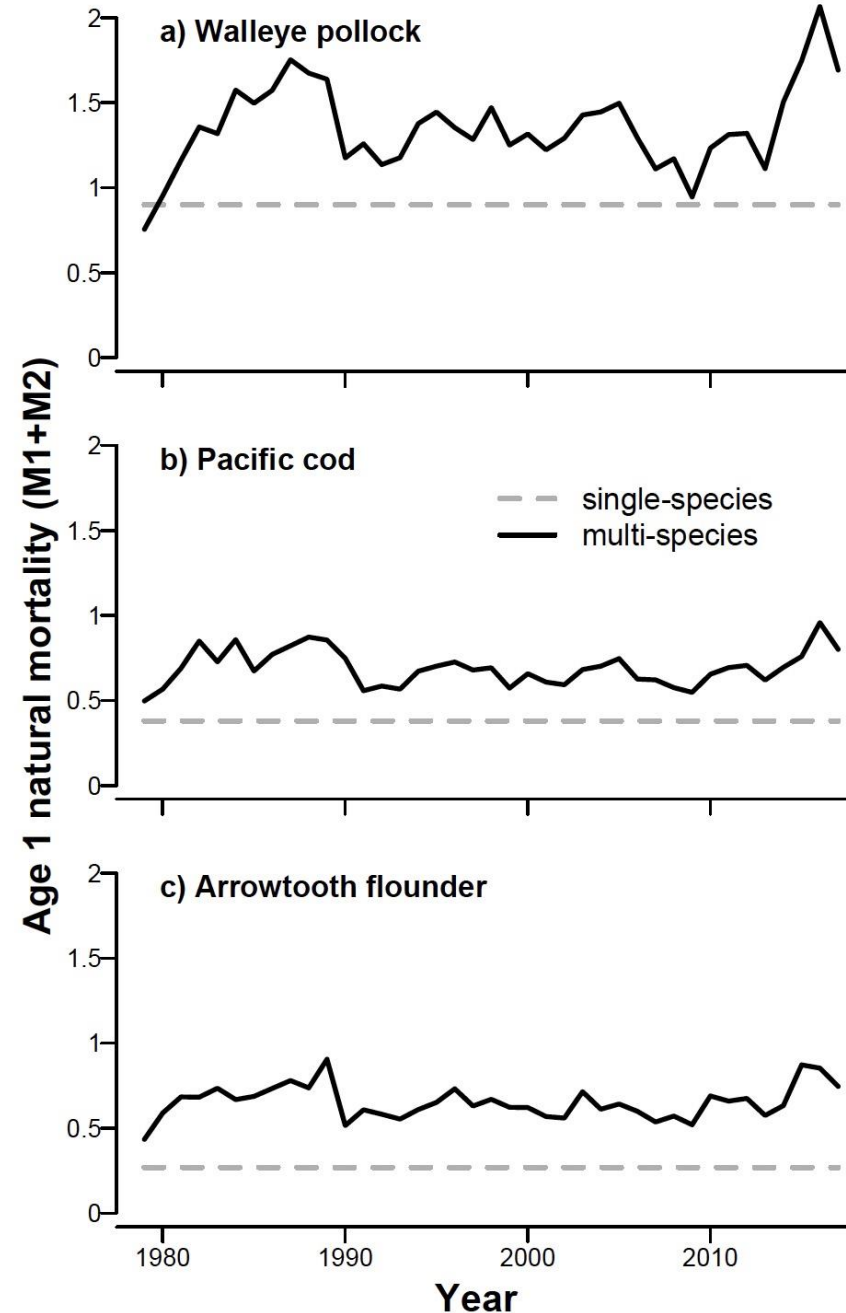 Age 1 natural mortality (M1+M2)
a) Walleye pollock
2
1.5
1
0.5
0
b) Pacific cod
2
1.5
1
0.5
0
single-species
multi-species
c) Arrowtooth flounder
2
1.5
1
0.5
0
1980 1990 2000 2010
Year